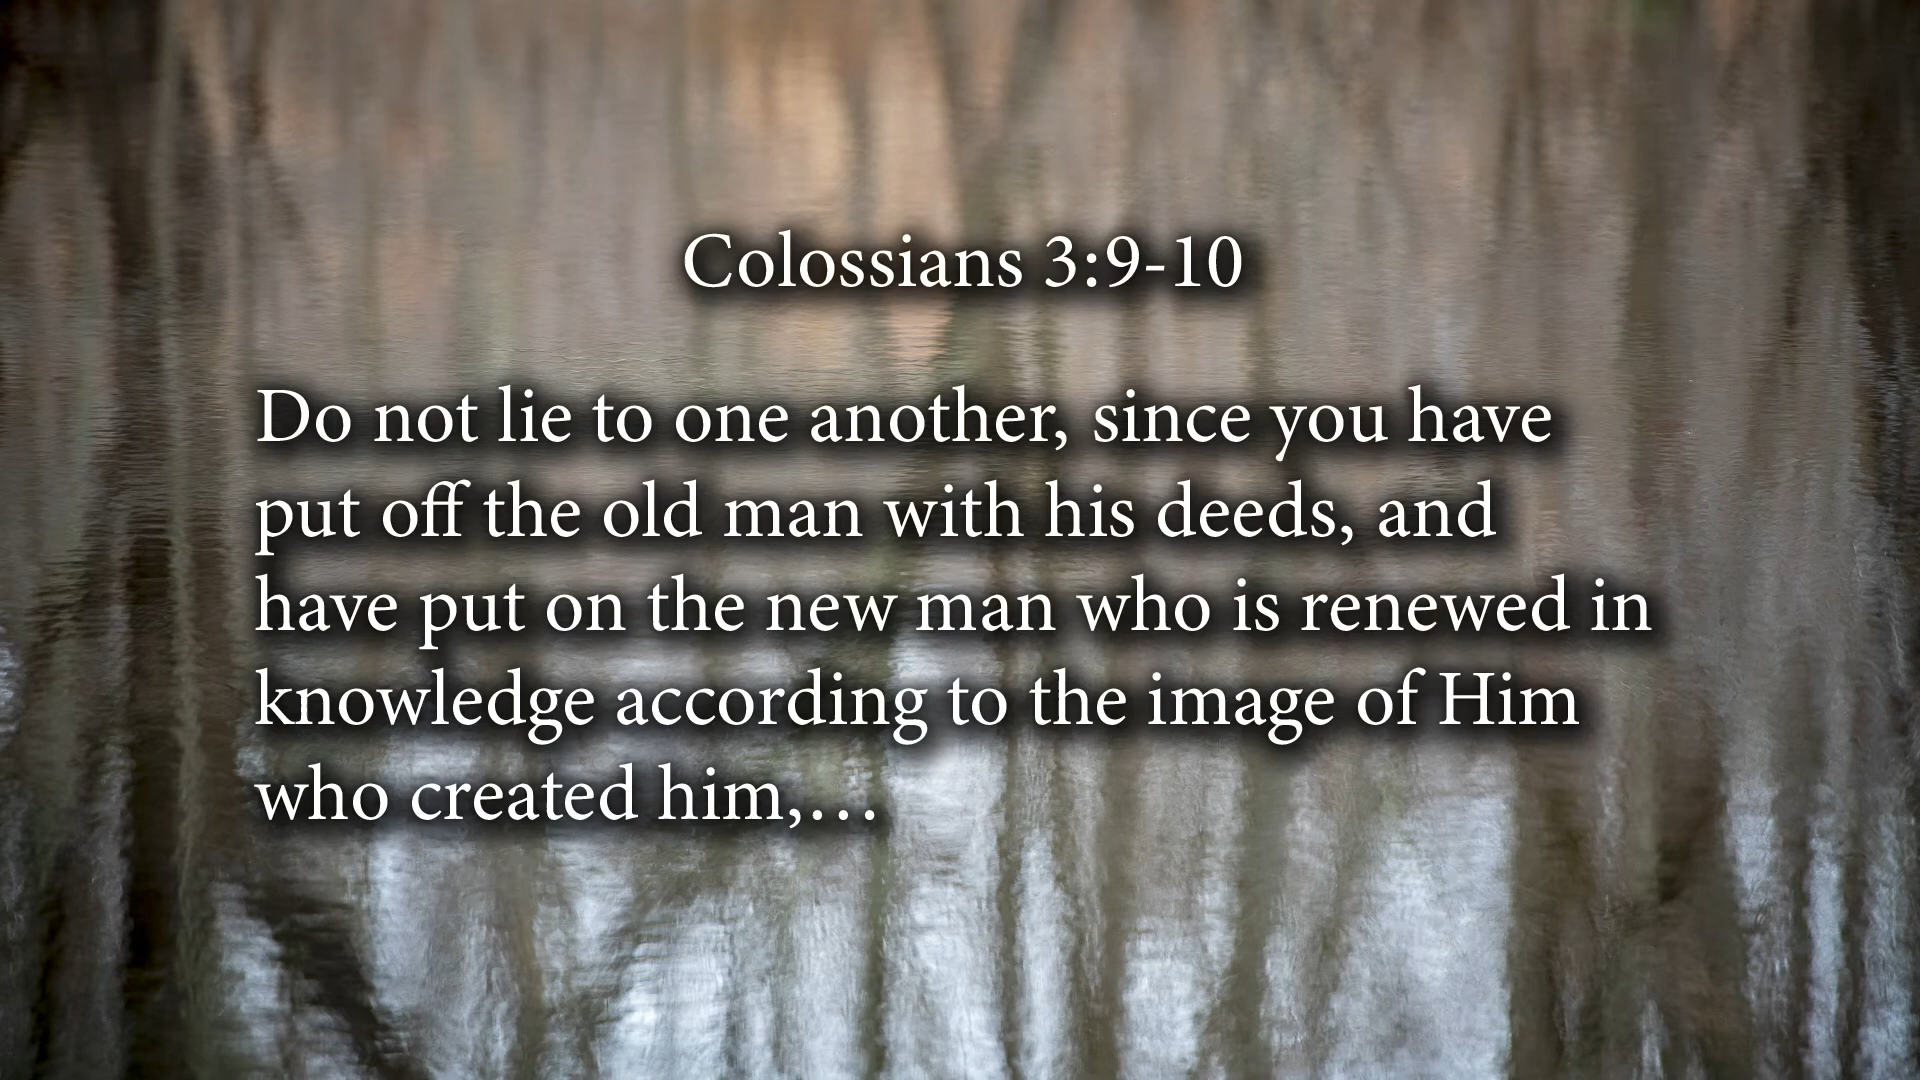 Colossians 3:9-10
Do not lie to one another, since you have
put off the old man with his deeds, and
have put on the new man who is renewed in
knowledge according to the image of Him
who created him,…